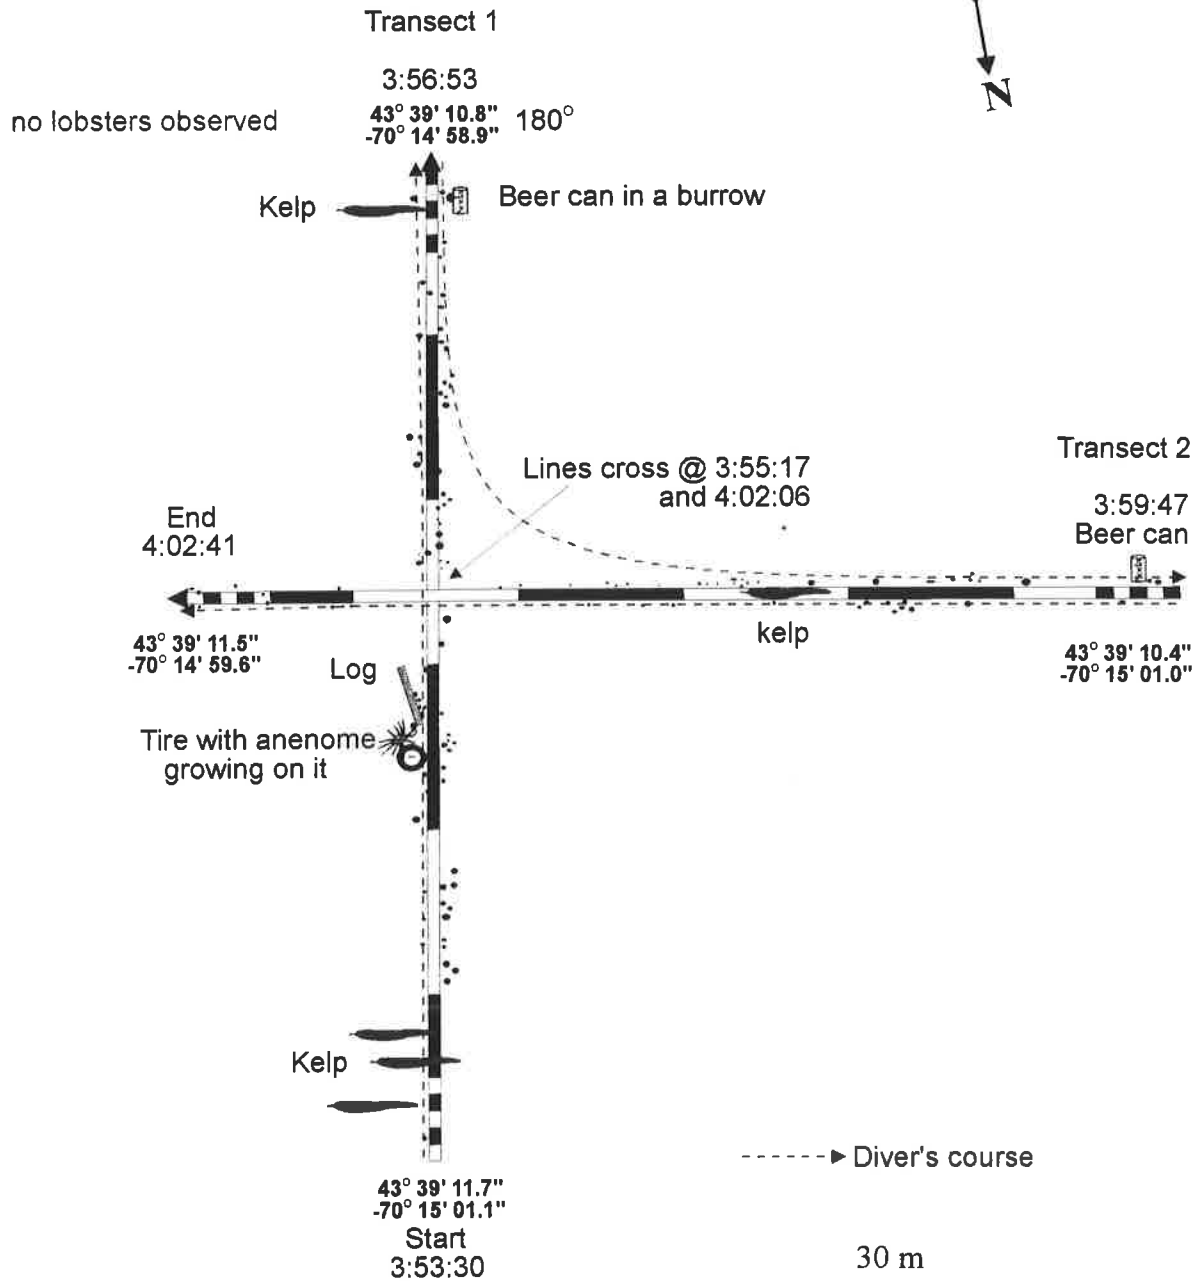 Transect 1
N
3:56:53
43° 39' 10.8"
-70° 14' 58.9"
180°
no lobsters observed
Kelp
Beer can in a burrow
Lines cross @ 3:55:17
and 4:02:06
Transect 2
3:59:47
Beer can
End
4:02:41
43° 39' 11.5"
-70° 14' 59.6"
kelp
43° 39' 10.4"
-70° 15' 01.0"
Log
Tire with anenome
growing on it
Kelp
Diver's course
43° 39' 11.7"
-70° 15' 01.1"
Start
3:53:30
30 m